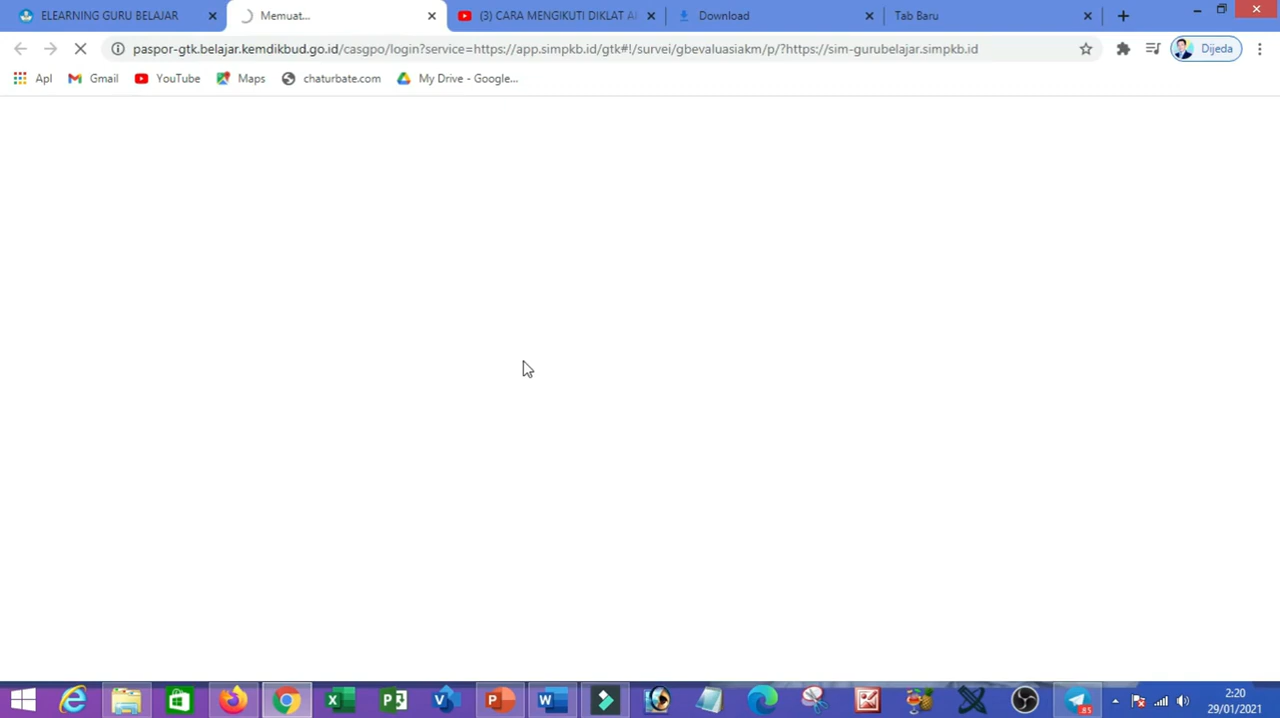 ELEARNING GURU BELAJAR
Memuat...
(3) CARA MENGIKUTI DIKLAT A
Download
Tab Baru
paspor-gtk.belajar.kemdikbud.go.id/casgpo/login?service=https://app.simpkb.id/gtk#!/survei/gbevaluasiakm/p/?https://sim-gurubelajar.simpkb.id
Dijeda
Apl
Gmail
YouTube
Maps
chaturbate.com
My Drive - Google...
85
2:20
29/01/2021